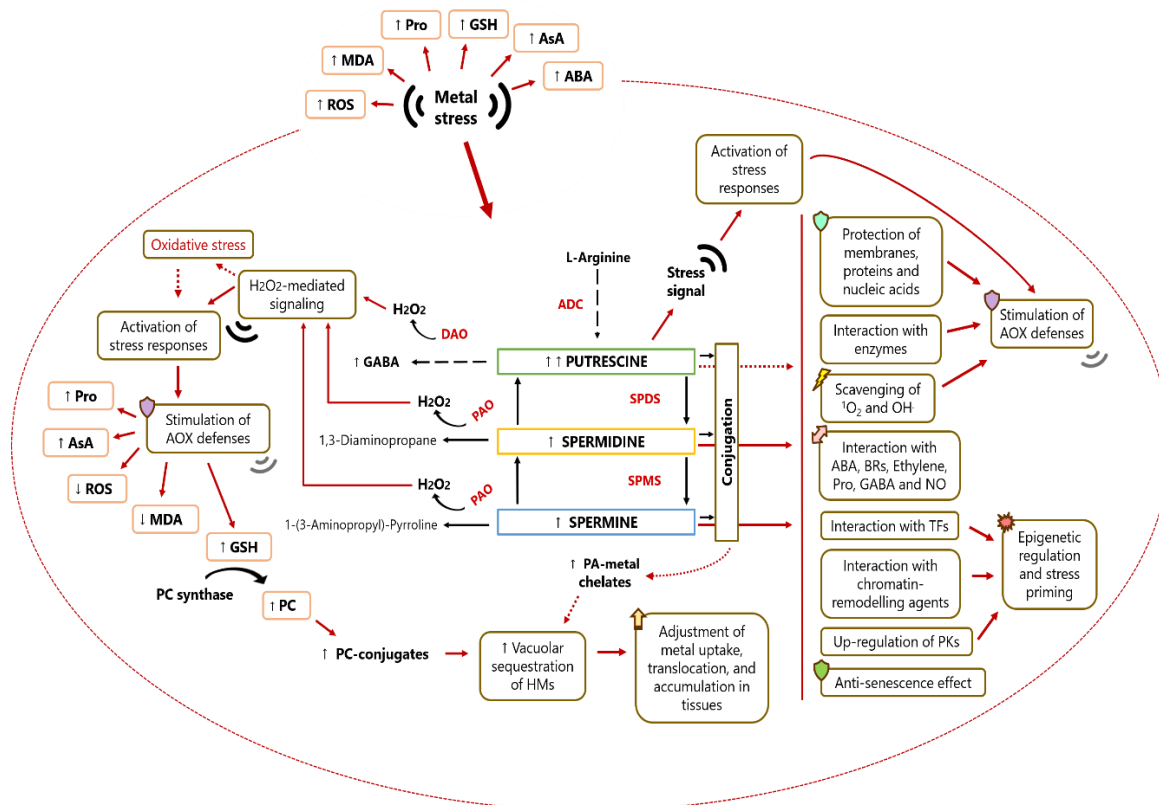 ↑ Pro
↑ GSH
↑ AsA
↑ MDA
↑ ABA
↑ ROS
Metal
stress
Activation of
stress
responses
Oxidative stress
H2O2-mediated
signaling
Activation of
stress responses
L-Arginine
ADC
Stress
signal
H2O2
DAO
↑ GABA
↑↑ PUTRESCINE
SPDS
H2O2
PAO
1,3-Diaminopropane
↑ SPERMIDINE
SPMS
H2O2
PAO
1-(3-Aminopropyl)-Pyrroline
↑ SPERMINE
Conjugation
↑ Pro
Stimulation of
AOX defenses
↑ AsA
↓ ROS
↓ MDA
↑ GSH
PC synthase
↑ PC
↑ PC-conjugates
↑ PA-metal
chelates
↑ Vacuolar
sequestration
of HMs
Adjustment of
metal uptake,
translocation, and
accumulation in
tissues
Protection of
membranes,
proteins and
nucleic acids
Interaction with
enzymes
Scavenging of
¹O₂ and OH·
Stimulation of
AOX defenses
Interaction with
ABA, BRs, Ethylene,
Pro, GABA and NO
Interaction with TFs
Interaction with
chromatin-
remodelling agents
Up-regulation of PKs
Epigenetic
regulation
and stress
priming
Anti-senescence effect